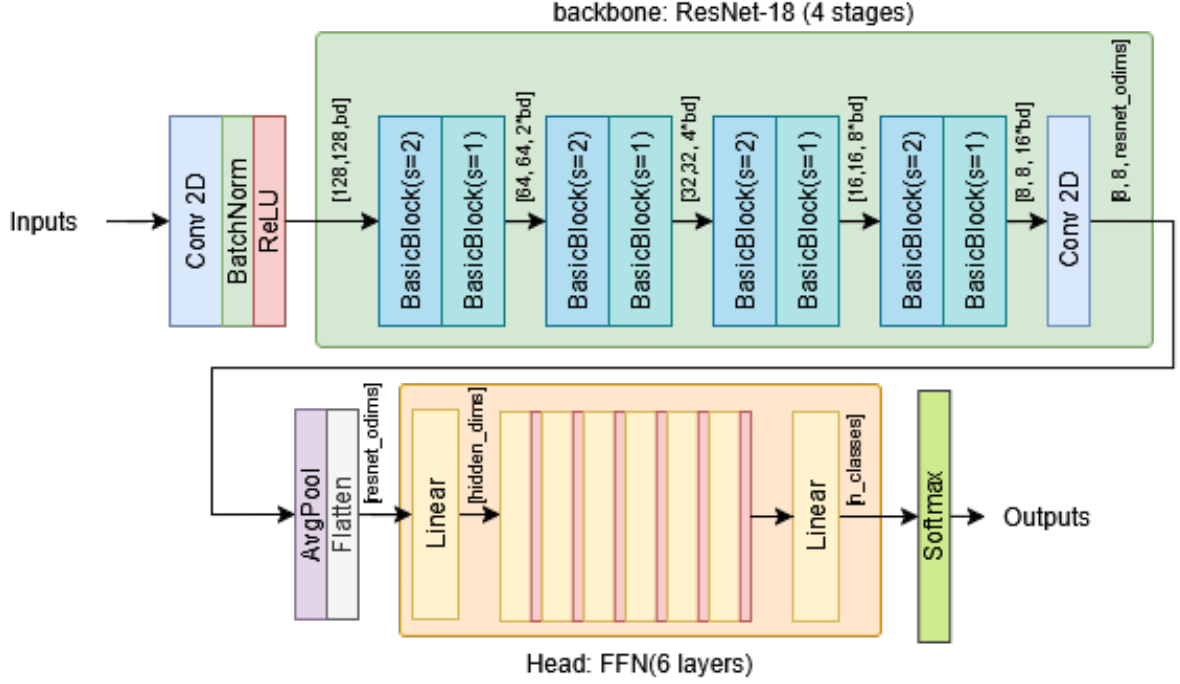 backbone: ResNet-18 (4 stages)
Inputs
Conv 2D
BatchNorm
ReLU
[128,128,bd]
BasicBlock(s=2)
BasicBlock(s=1)
[64, 64, 2*bd]
BasicBlock(s=2)
BasicBlock(s=1)
[32,32, 4*bd]
BasicBlock(s=2)
BasicBlock(s=1)
[16,16, 8*bd]
BasicBlock(s=2)
BasicBlock(s=1)
[8, 8, 16*bd]
Conv 2D
[8, 8, resnet_odims]
AvgPool
Flatten
[resnet_odims]
Linear
[hidden_dims]
Linear
[n_classes]
Softmax
Outputs
Head: FFN(6 layers)